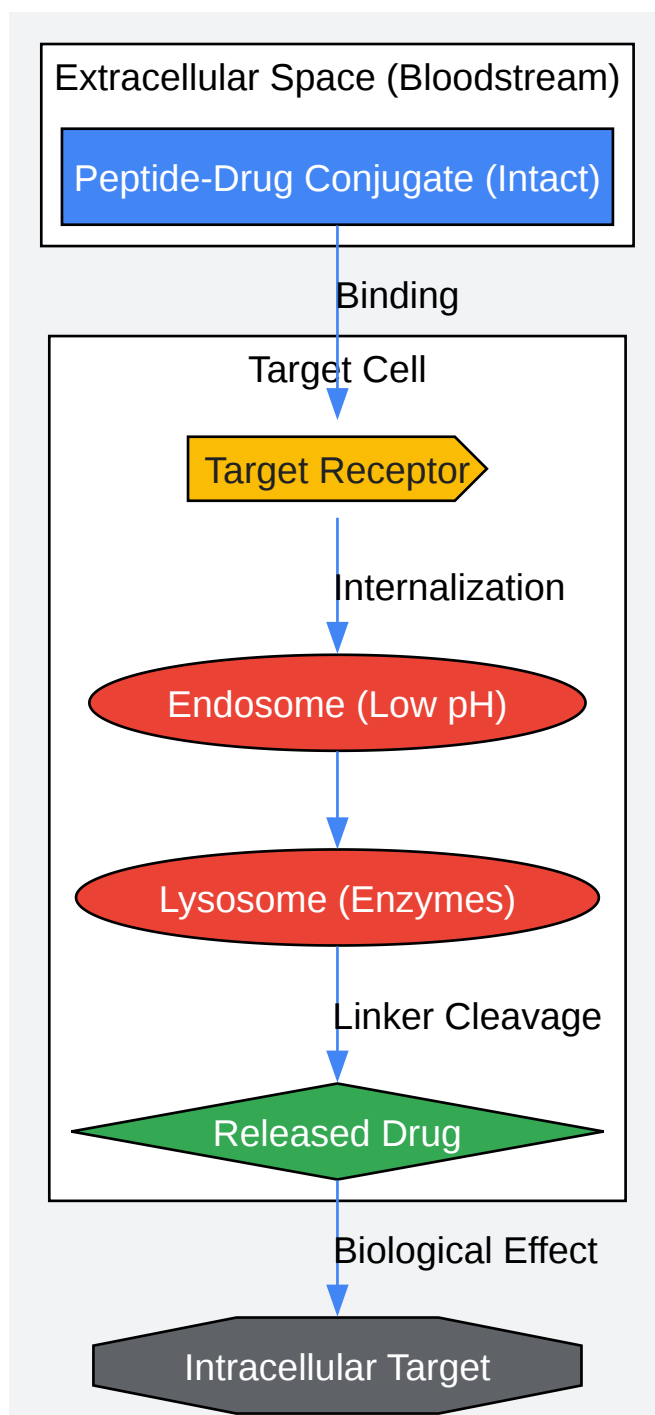 Extracellular Space (Bloodstream)
Peptide-Drug Conjugate (Intact)
Binding
Target Cell
Target Receptor
Internalization
Endosome (Low pH)
Lysosome (Enzymes)
Linker Cleavage
Released Drug
Biological Effect
Intracellular Target